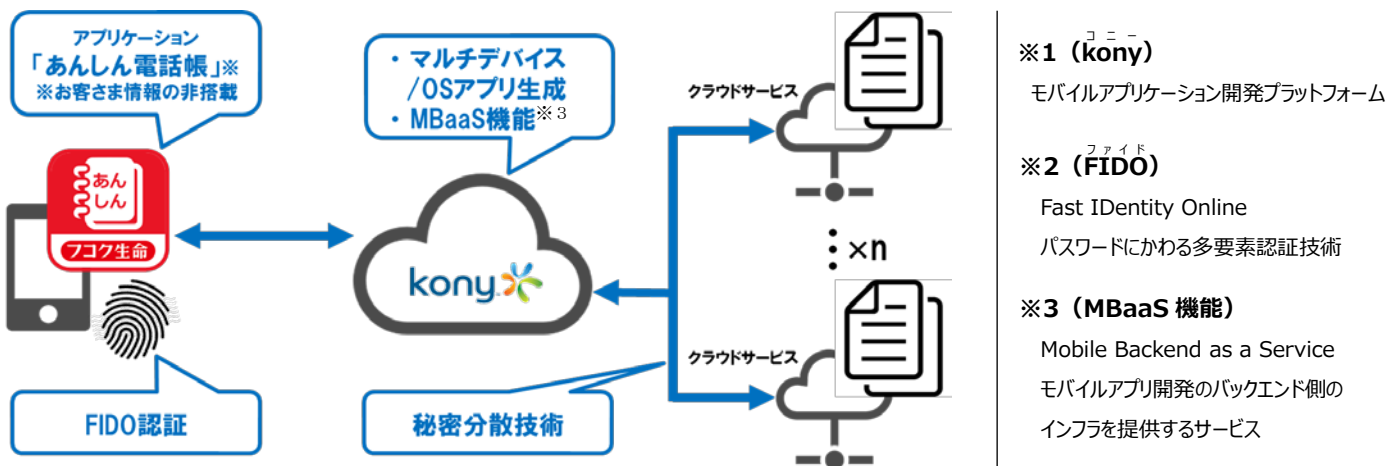 アプリケーション
「あんしん電話帳」※
※お客さま情報の非搭載
あん
しん
フコク生命
FIDO認証
・マルチデバイス
/OSアプリ生成
・MBaaS機能※3
kony
秘密分散技術
クラウドサービス
×n
クラウドサービス
コニー
※1（kony）
モバイルアプリケーション開発プラットフォーム
ファイド
※2（FIDO）
Fast IDentity Online
パスワードにかわる多要素認証技術
※3（MBaaS 機能）
Mobile Backend as a Service
モバイルアプリ開発のバックエンド側の
インフラを提供するサービス